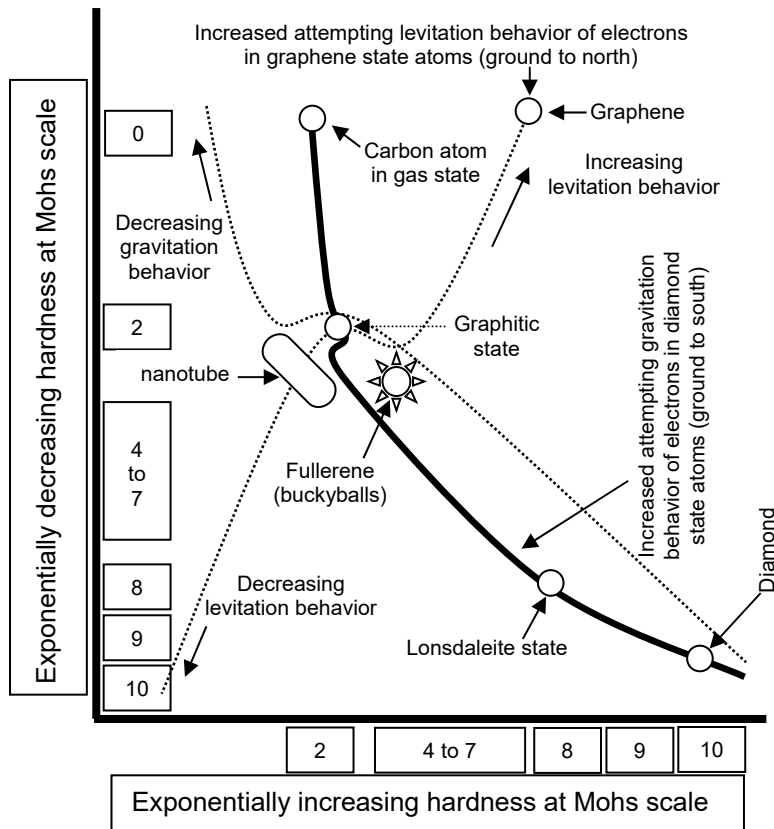 Increased attempting levitation behavior of electrons
in graphene state atoms (ground to north)
Exponentially decreasing hardness at Mohs scale
0
Carbon atom
in gas state
Graphene
Increasing
levitation behavior
Decreasing
gravitation
behavior
2
Graphitic
state
nanotube
Increased attempting gravitation
behavior of electrons in diamond
state atoms (ground to south)
4
to
7
Fullerene
(buckyballs)
8
Decreasing
levitation behavior
Diamond
9
Lonsdaleite state
10
2
4 to 7
8
9
10
Exponentially increasing hardness at Mohs scale